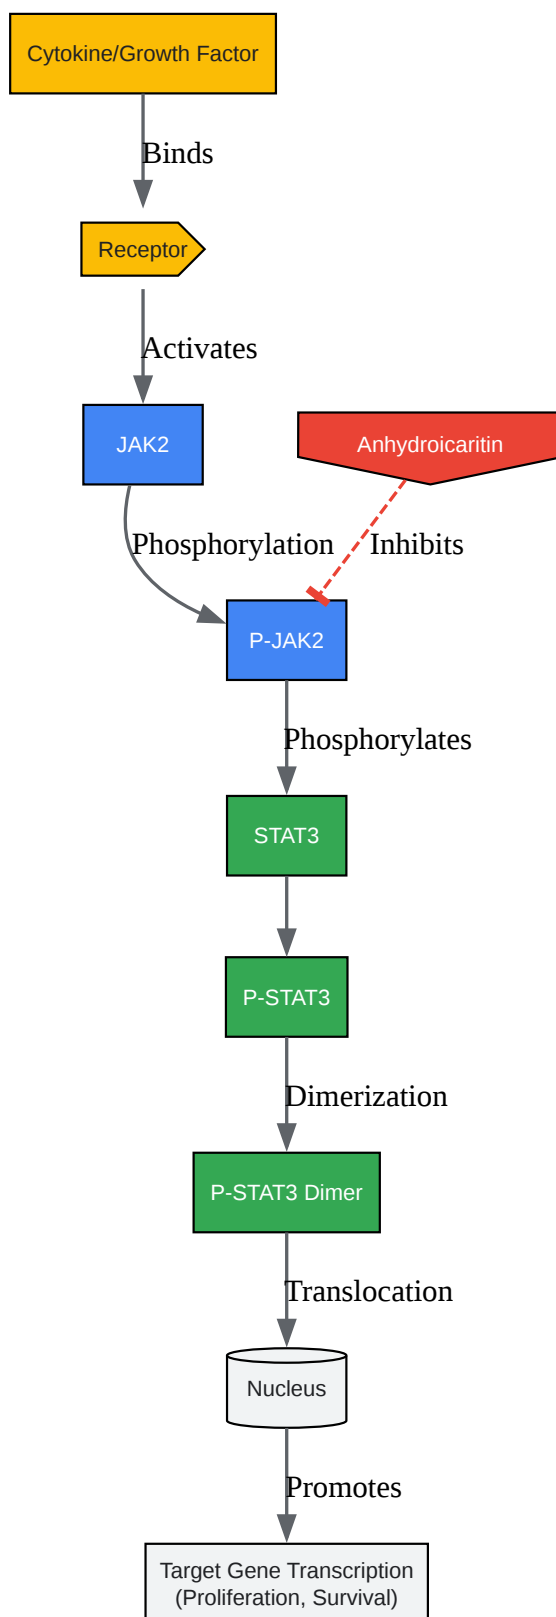 Cytokine/Growth Factor
Binds
Receptor
Activates
JAK2
Anhydroicaritin
Phosphorylation
Inhibits
P-JAK2
Phosphorylates
STAT3
P-STAT3
Dimerization
P-STAT3 Dimer
Translocation
Nucleus
Promotes
Target Gene Transcription
(Proliferation, Survival)